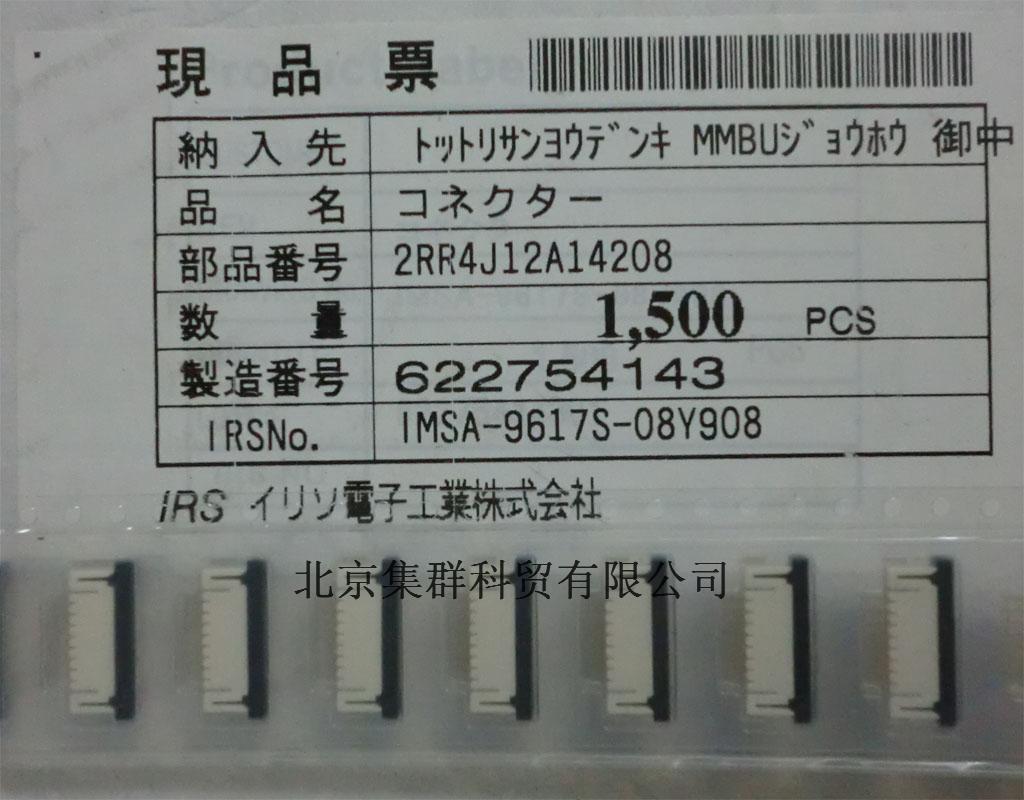 現品票
納入先 トットリサンヨウデンキ MMBUジョウホウ 御中
品名 コネクター
部品番号 2RR4J12A14208
数量 1,500 PCS
製造番号 622754143
IRSNo. IMSA-9617S-08Y908
IRS イリソ電子工業株式会社
北京集群科贸有限公司